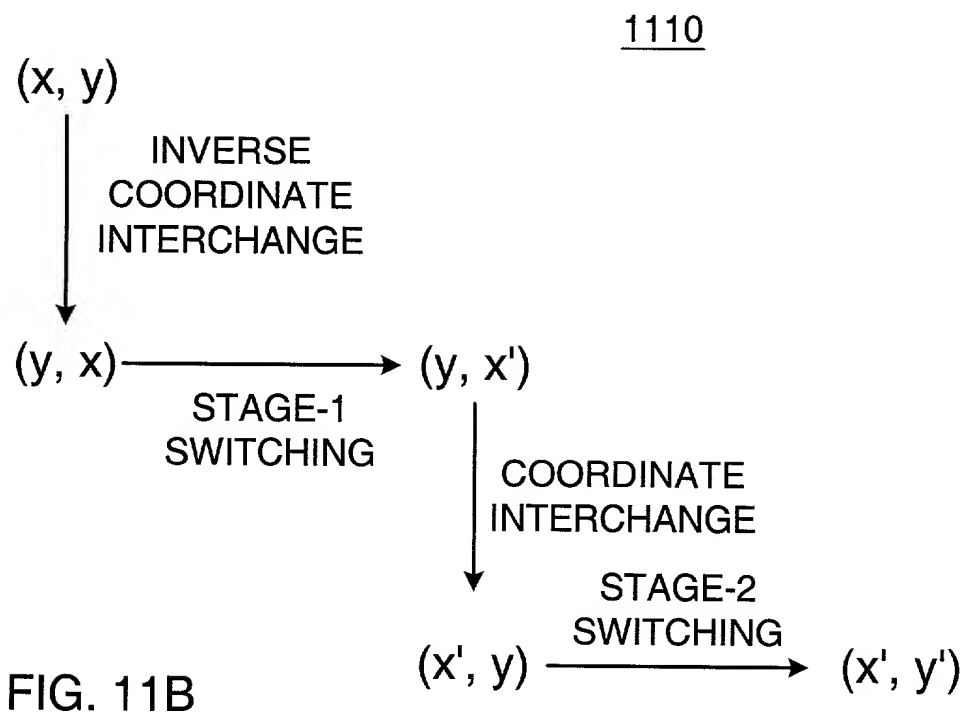 1110
(x, y)
INVERSE
COORDINATE
INTERCHANGE
(y, x)
(y, x')
STAGE-1
SWITCHING
COORDINATE
INTERCHANGE
STAGE-2
SWITCHING
(x', y)
(x', y')
FIG. 11B